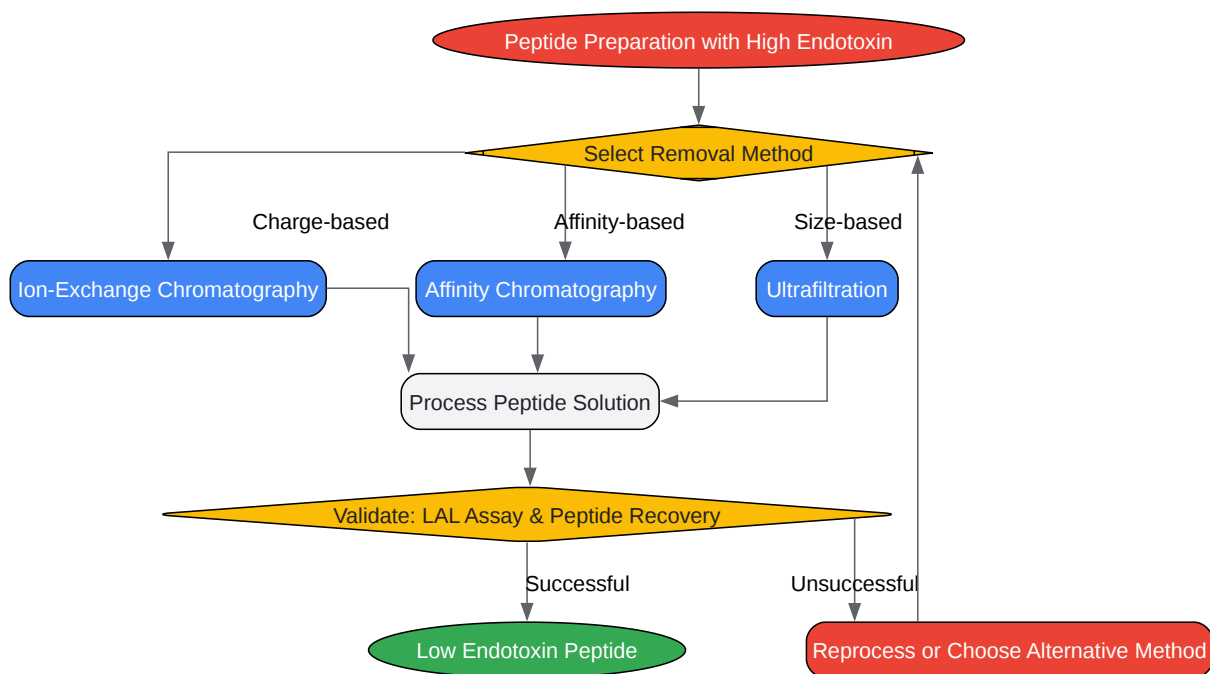 Peptide Preparation with High Endotoxin
Select Removal Method
Charge-based
Affinity-based
Size-based
Ion-Exchange Chromatography
Affinity Chromatography
Ultrafiltration
Process Peptide Solution
Validate: LAL Assay & Peptide Recovery
Successful
Unsuccessful
Low Endotoxin Peptide
Reprocess or Choose Alternative Method